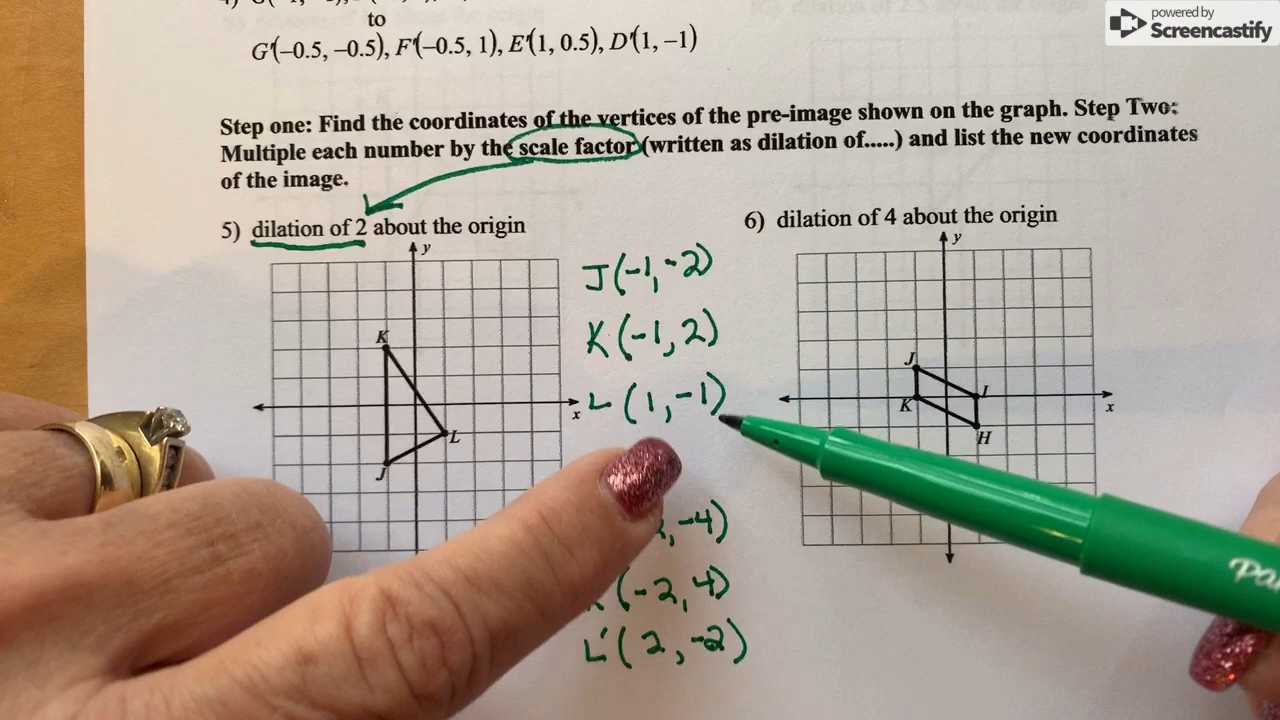 to
G'(−0.5, −0.5), F'(−0.5, 1), E'(1, 0.5), D'(1, −1)
Step one: Find the coordinates of the vertices of the pre-image shown on the graph. Step Two:
Multiple each number by the scale factor (written as dilation of.....) and list the new coordinates
of the image.
5) dilation of 2 about the origin
y
K
L
J
x
J(-1,-2)
K(-1,2)
L(1,-1)
,-4)
(-2,4)
L'(2,-2)
6) dilation of 4 about the origin
y
J
I
K
H
x
powered by
Screencastify